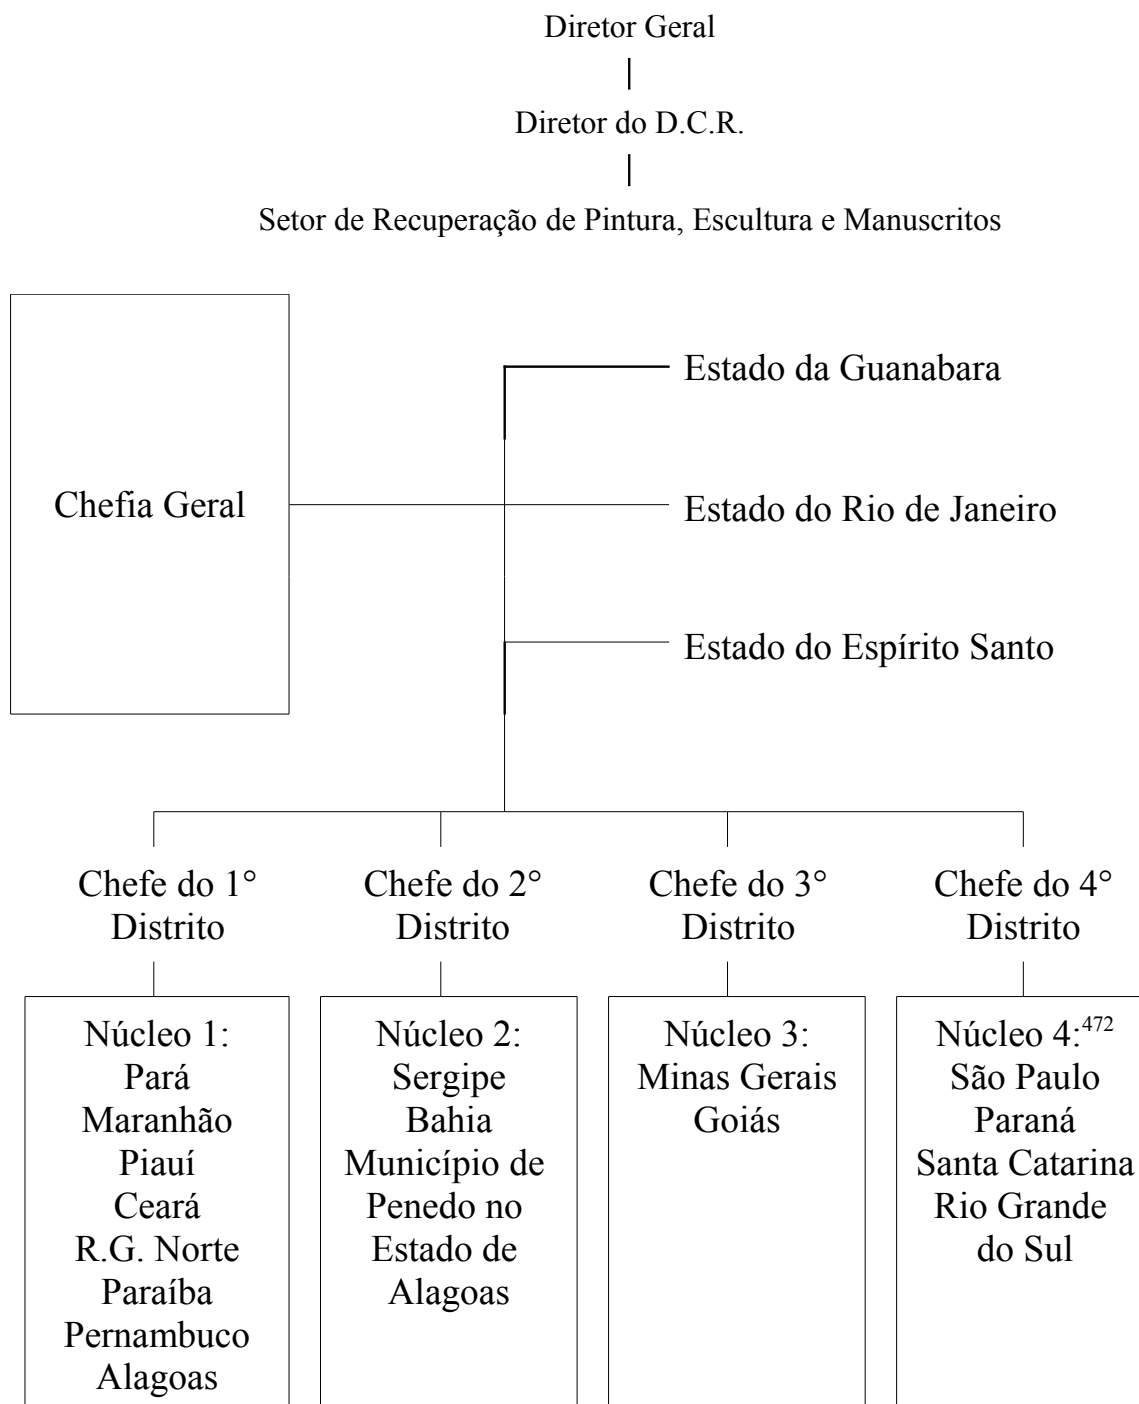 Diretor Geral
Diretor do D.C.R.
Setor de Recuperação de Pintura, Escultura e Manuscritos
Chefia Geral
Estado da Guanabara
Estado do Rio de Janeiro
Estado do Espírito Santo
Chefe do 1°
Distrito
Chefe do 2°
Distrito
Chefe do 3°
Distrito
Chefe do 4°
Distrito
Núcleo 1:
Pará
Maranhão
Piauí
Ceará
R.G. Norte
Paraíba
Pernambuco
Alagoas
Núcleo 2:
Sergipe
Bahia
Município de
Penedo no
Estado de
Alagoas
Núcleo 3:
Minas Gerais
Goiás
Núcleo 4:472
São Paulo
Paraná
Santa Catarina
Rio Grande
do Sul